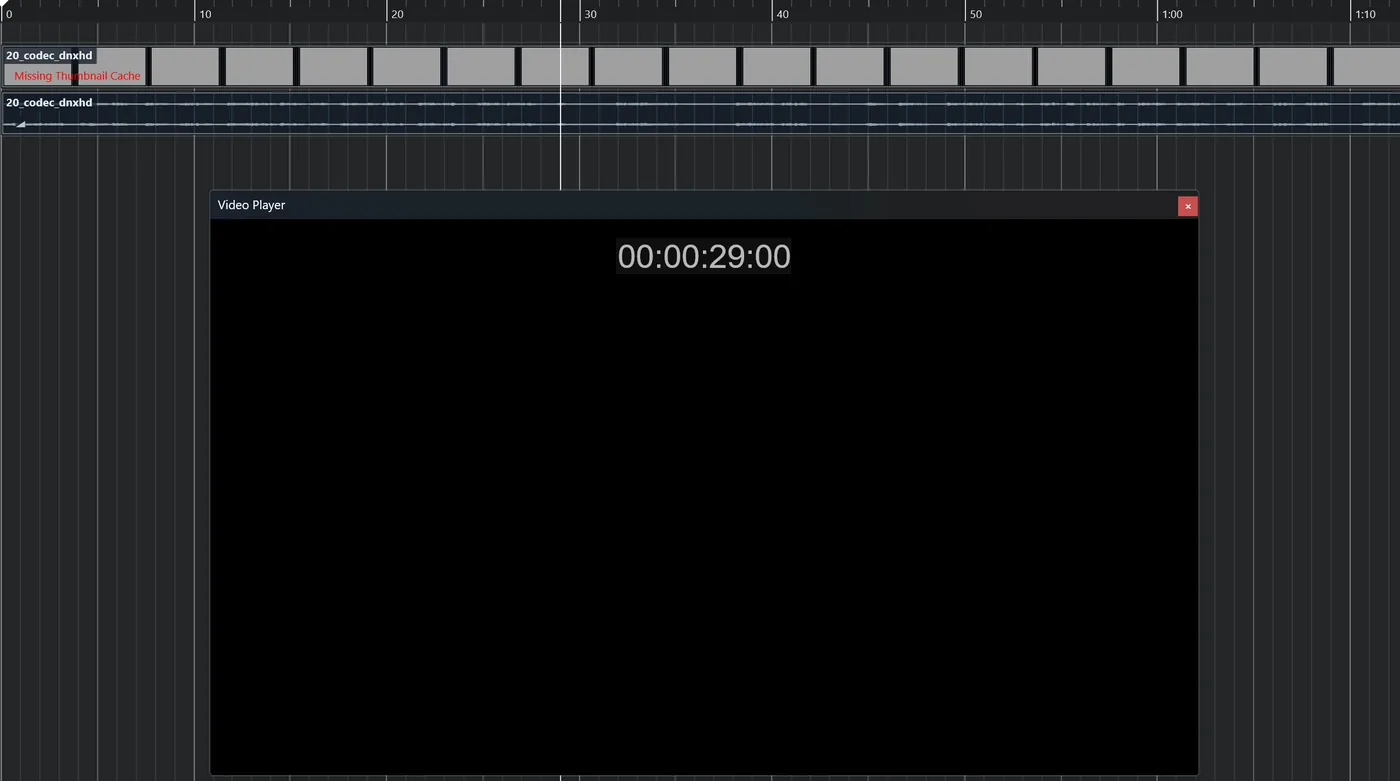 0 10 20 30 40 50 1:00 1:10
20_codec_dnxhd
Missing Thumbnail Cache
20_codec_dnxhd
Video Player
00:00:29:00